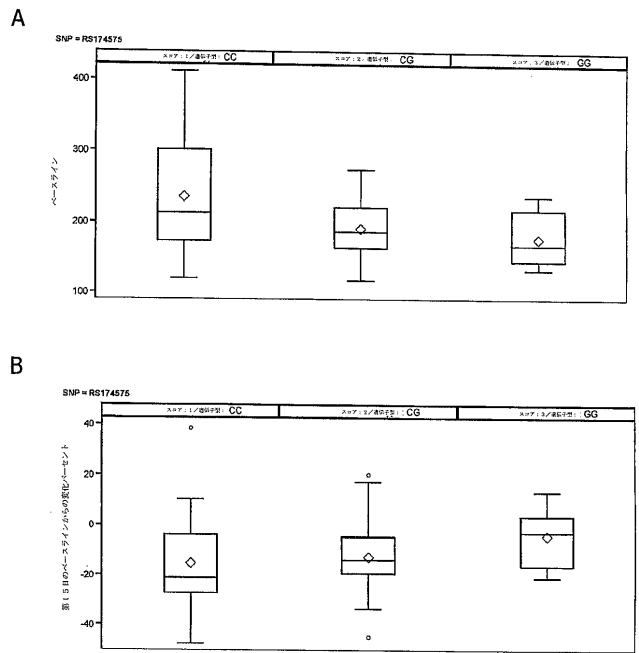 A
SNP = RS174575
スコア:1/遺伝子型: CC
スコア:2/遺伝子型: CG
スコア:3/遺伝子型: GG
ベースライン
400
300
200
100
B
SNP = RS174575
スコア:1/遺伝子型: CC
スコア:2/遺伝子型: CG
スコア:3/遺伝子型: GG
第15日のベースラインからの変化パーセント
40
20
0
-20
-40